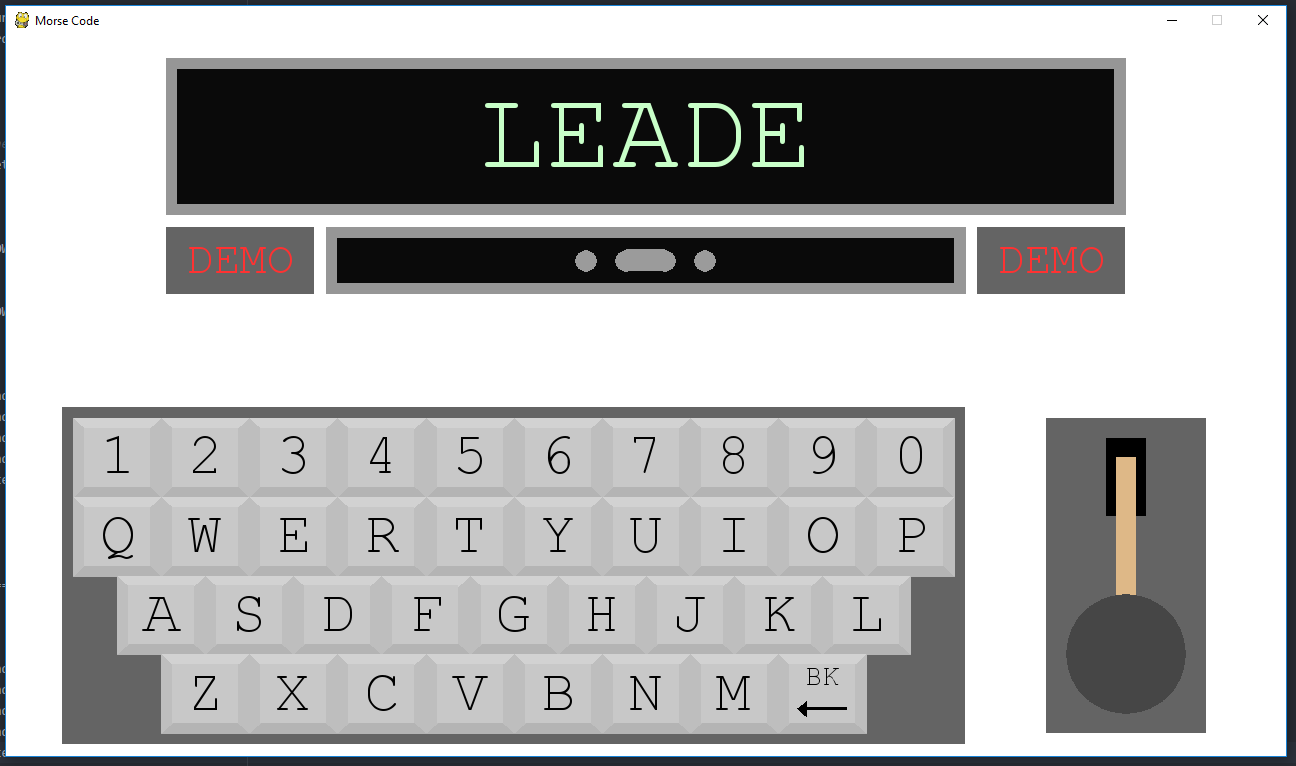 Morse Code
LEADE
DEMO DEMO
1 2 3 4 5 6 7 8 9 0
Q W E R T Y U I O P
A S D F G H J K L
Z X C V B N M BK